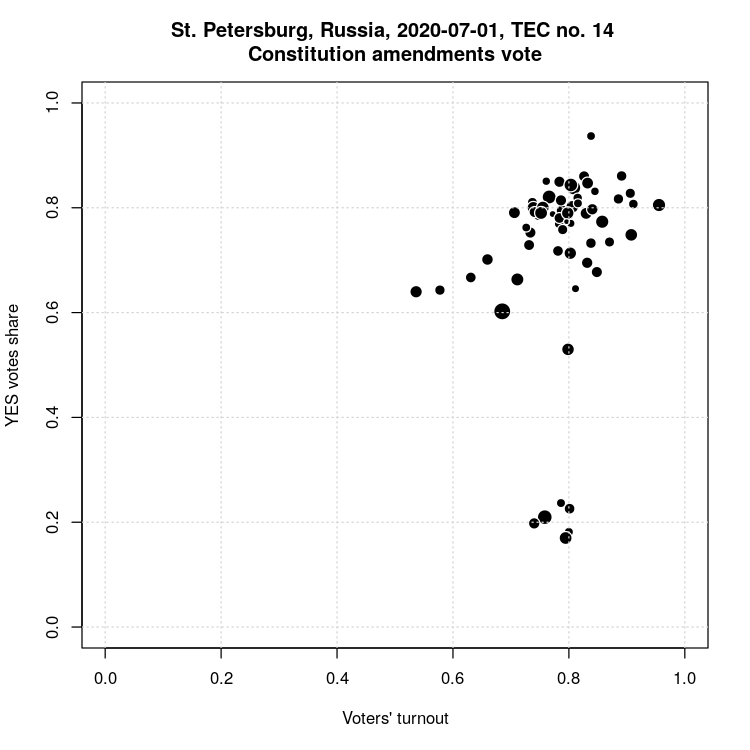 St. Petersburg, Russia, 2020-07-01, TEC no. 14
Constitution amendments vote
YES votes share
1.0
0.8
0.6
0.4
0.2
0.0
0.0 0.2 0.4 0.6 0.8 1.0
Voters' turnout